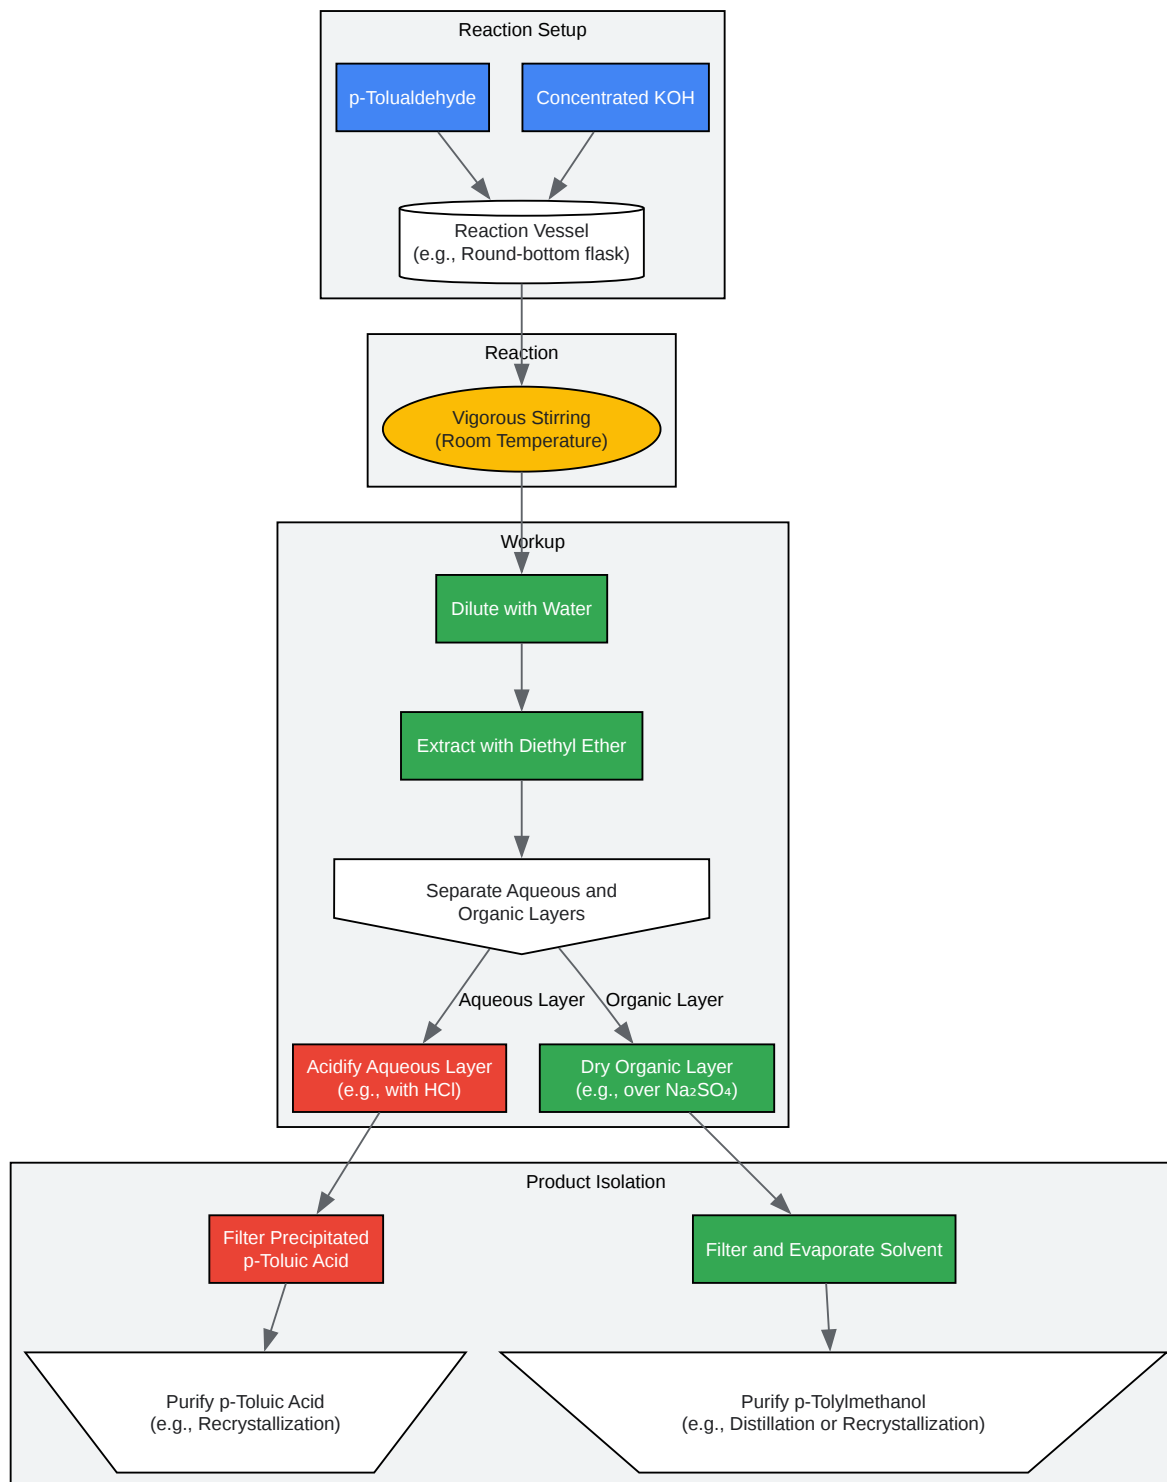 Reaction Setup
p-Tolualdehyde
Concentrated KOH
Reaction Vessel
(e.g., Round-bottom flask)
Reaction
Vigorous Stirring
(Room Temperature)
Workup
Dilute with Water
Extract with Diethyl Ether
Separate Aqueous and
Organic Layers
Aqueous Layer
Organic Layer
Acidify Aqueous Layer
(e.g., with HCl)
Dry Organic Layer
(e.g., over Na₂SO₄)
Product Isolation
Filter Precipitated
p-Toluic Acid
Filter and Evaporate Solvent
Purify p-Toluic Acid
(e.g., Recrystallization)
Purify p-Tolylmethanol
(e.g., Distillation or Recrystallization)